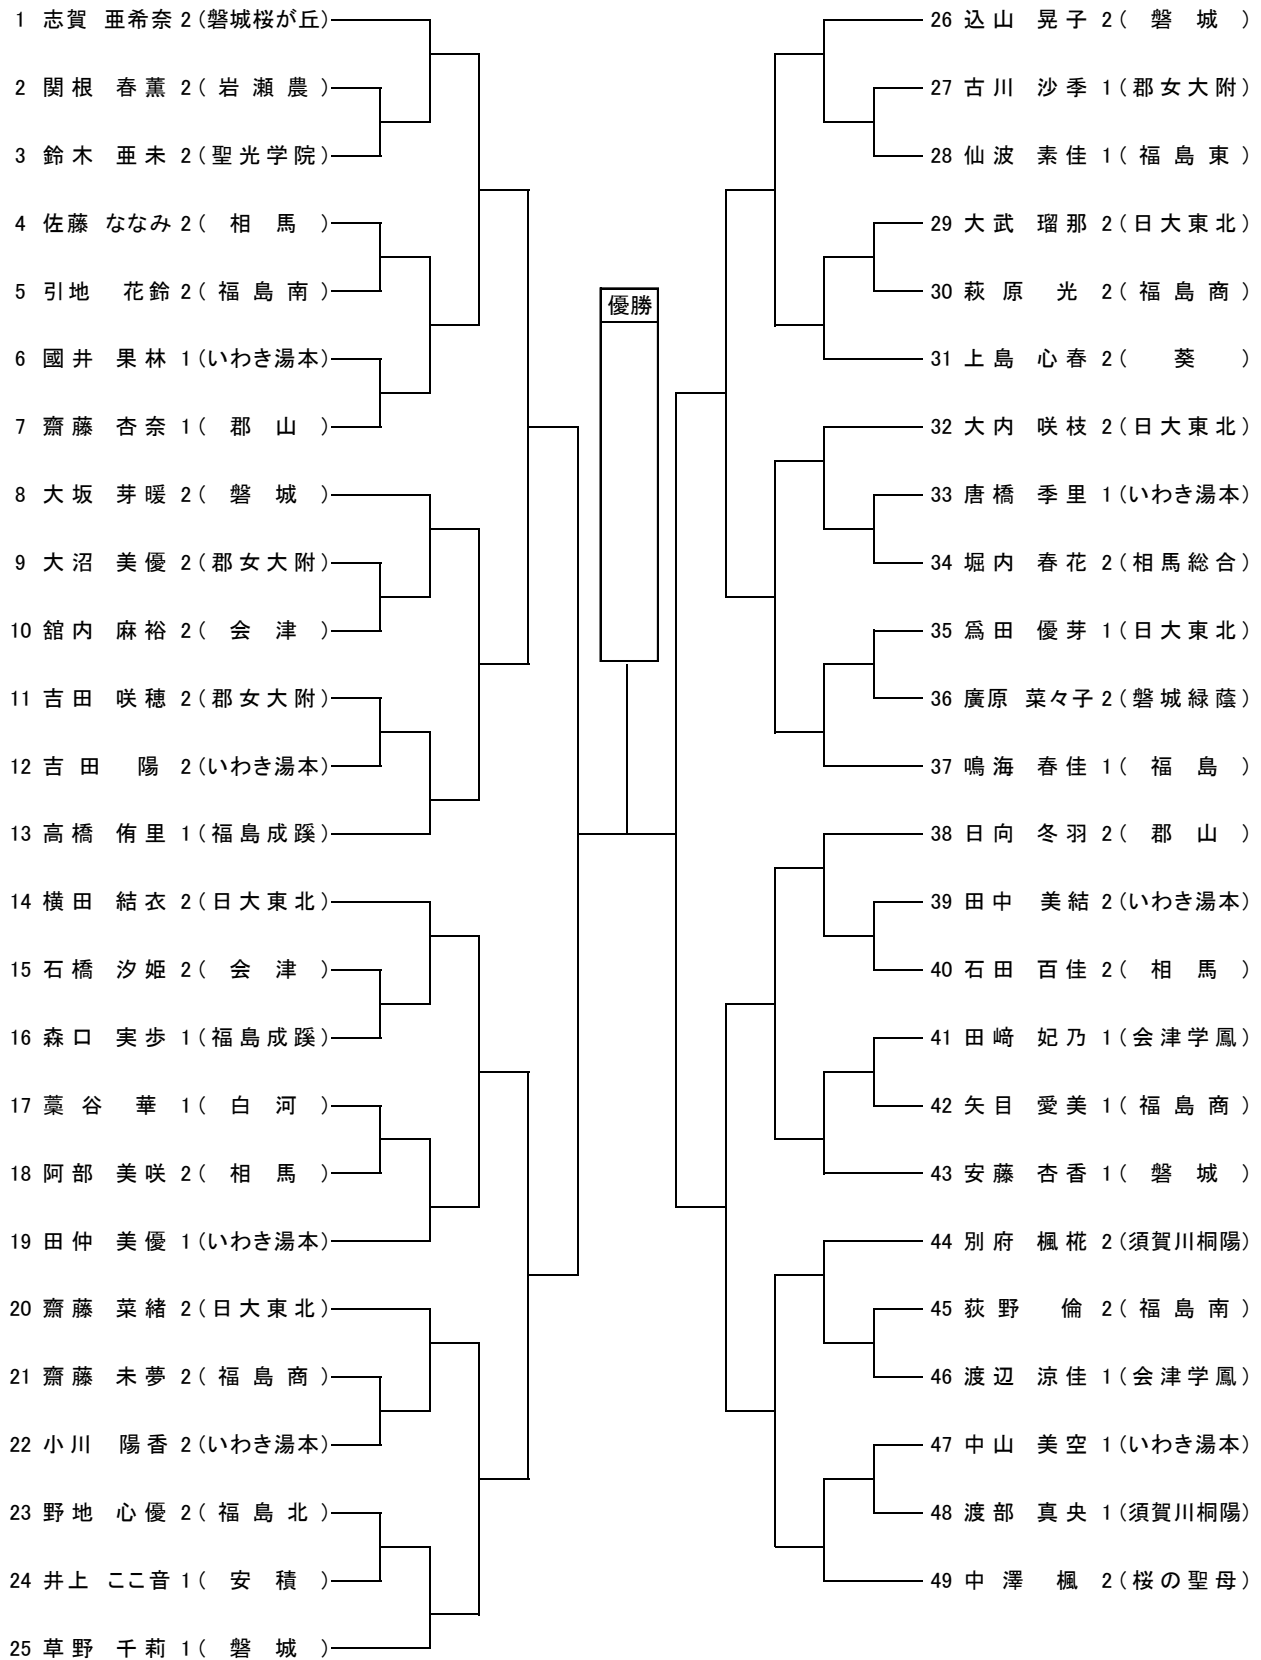 1 志賀 亜希奈 2 (磐城桜が丘)
2 関根 春薫 2 (岩瀬農)
3 鈴木 亜未 2 (聖光学院)
4 佐藤 ななみ 2 (相馬)
5 引地 花鈴 2 (福島南)
6 國井 果林 1 (いわき湯本)
7 齋藤 杏奈 1 (郡山)
8 大坂 芽暖 2 (磐城)
9 大沼 美優 2 (郡女大附)
10 舘内 麻裕 2 (会津)
11 吉田 咲穂 2 (郡女大附)
12 吉田 陽 2 (いわき湯本)
13 高橋 侑里 1 (福島成蹊)
14 横田 結衣 2 (日大東北)
15 石橋 汐姫 2 (会津)
16 森口 実歩 1 (福島成蹊)
17 藁谷 華 1 (白河)
18 阿部 美咲 2 (相馬)
19 田仲 美優 1 (いわき湯本)
20 齋藤 菜緒 2 (日大東北)
21 齋藤 未夢 2 (福島商)
22 小川 陽香 2 (いわき湯本)
23 野地 心優 2 (福島北)
24 井上 ここ音 1 (安積)
25 草野 千莉 1 (磐城)
優勝
26 込山 晃子 2 (磐城)
27 古川 沙季 1 (郡女大附)
28 仙波 素佳 1 (福島東)
29 大武 瑠那 2 (日大東北)
30 萩原 光 2 (福島商)
31 上島 心春 2 (葵)
32 大内 咲枝 2 (日大東北)
33 唐橋 季里 1 (いわき湯本)
34 堀内 春花 2 (相馬総合)
35 爲田 優芽 1 (日大東北)
36 廣原 菜々子 2 (磐城緑蔭)
37 鳴海 春佳 1 (福島)
38 日向 冬羽 2 (郡山)
39 田中 美結 2 (いわき湯本)
40 石田 百佳 2 (相馬)
41 田﨑 妃乃 1 (会津学鳳)
42 矢目 愛美 1 (福島商)
43 安藤 杏香 1 (磐城)
44 別府 楓椛 2 (須賀川桐陽)
45 荻野 倫 2 (福島南)
46 渡辺 涼佳 1 (会津学鳳)
47 中山 美空 1 (いわき湯本)
48 渡部 真央 1 (須賀川桐陽)
49 中澤 楓 2 (桜の聖母)